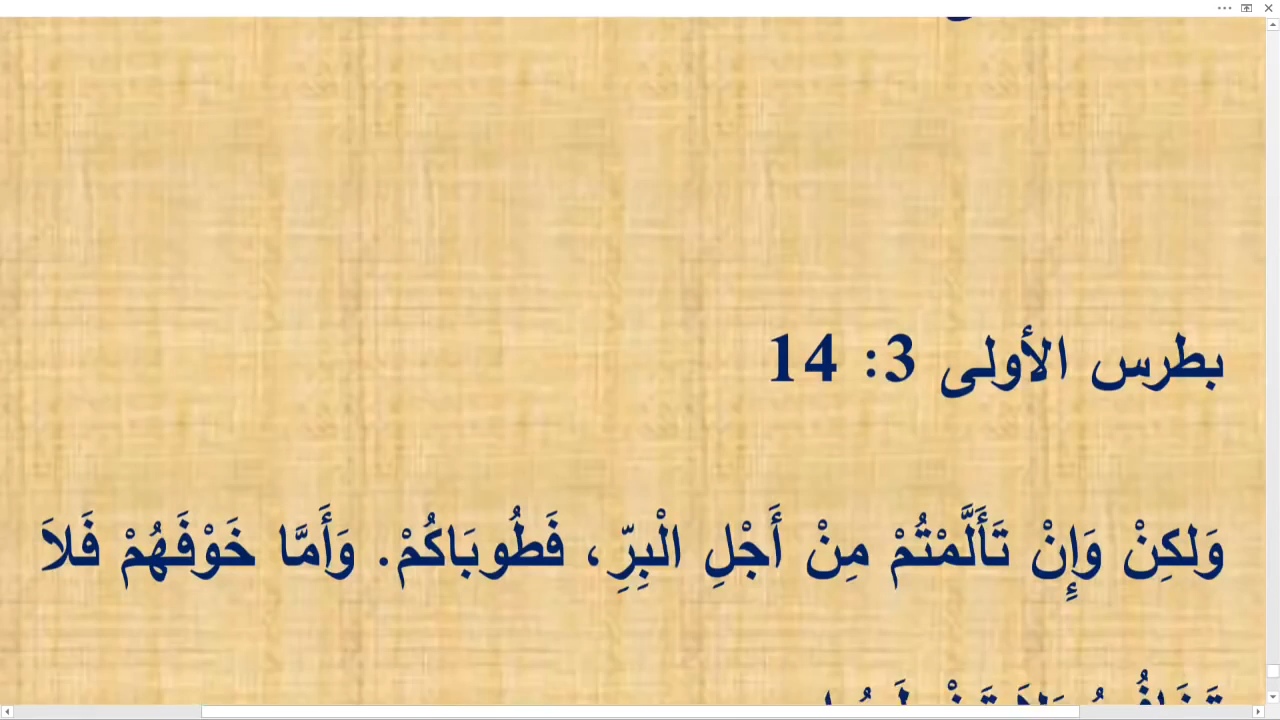 بطرس الأولى 3: 14
وَلكِنْ وَإِنْ تَأَلَّمْتُمْ مِنْ أَجْلِ الْبِرِّ، فَطُوبَاكُمْ. وَأَمَّا خَوْفَهُمْ فَلاَ